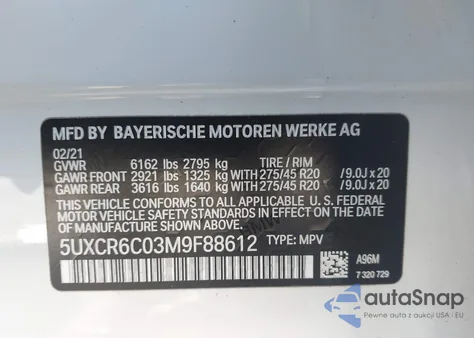 MFD BY BAYERISCHE MOTOREN WERKE AG
02/21
GVWR 6162 lbs 2795 kg TIRE / RIM
GAWR FRONT 2921 lbs 1325 kg WITH 275/45 R20 /9.0J x 20
GAWR REAR 3616 lbs 1640 kg WITH 275/45 R20 /9.0J x 20
THIS VEHICLE CONFORMS TO ALL APPLICABLE U.S. FEDERAL
MOTOR VEHICLE SAFETY STANDARDS IN EFFECT ON THE
DATE OF MANUFACTURE SHOWN ABOVE.
5UXCR6C03M9F88612 TYPE: MPV
A96M
7 320 729
autoSnap
Pewne auta z dostępem do aukcji USA i EU